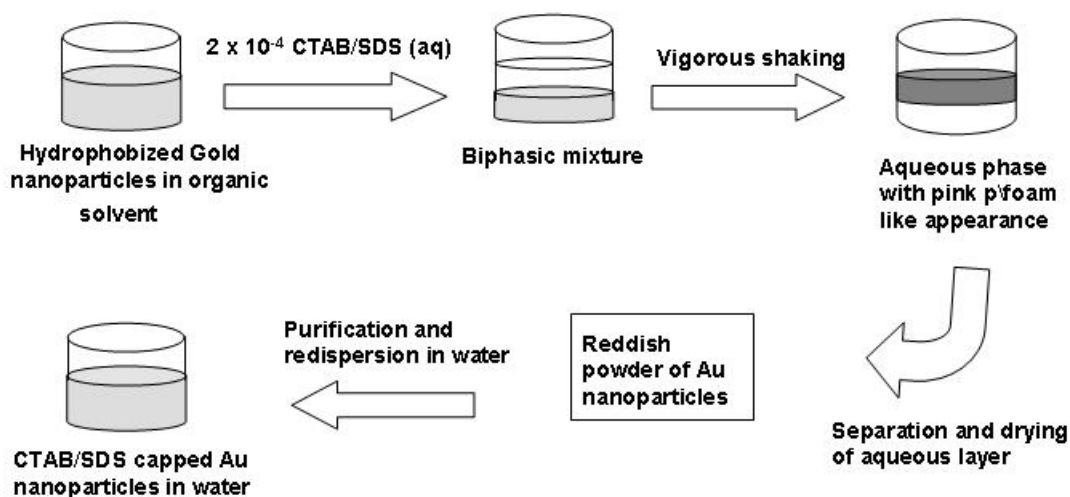 2 x 10⁻⁴ CTAB/SDS (aq)
Vigorous shaking
Hydrophobized Gold
nanoparticles in organic
solvent
Biphasic mixture
Aqueous phase
with pink p\foam
like appearance
Separation and drying
of aqueous layer
Reddish
powder of Au
nanoparticles
Purification and
redispersion in water
CTAB/SDS capped Au
nanoparticles in water